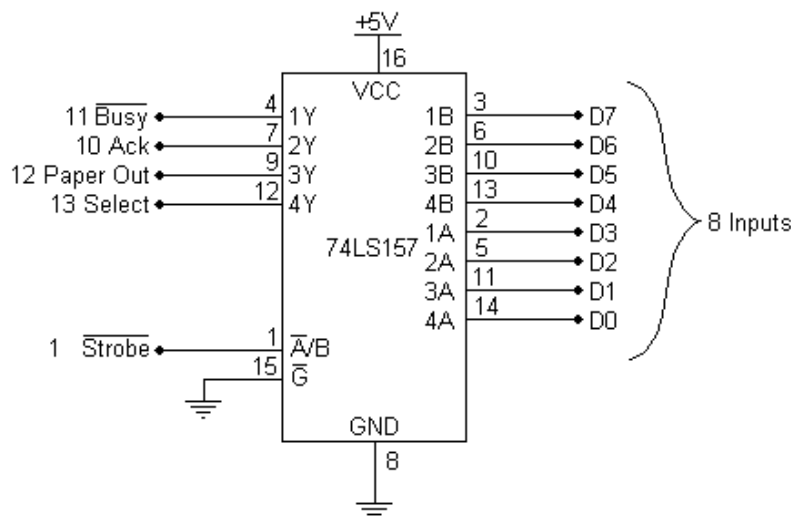 +5V
16
VCC
11 Busy 4 1Y 1B 3 D7
10 Ack 7 2Y 2B 6 D6
12 Paper Out 9 3Y 3B 10 D5
13 Select 12 4Y 4B 13 D4
1A 2 D3
8 Inputs
74LS157
2A 5 D2
3A 11 D1
4A 14 D0
1 Strobe 1 A/B
15 G
GND
8